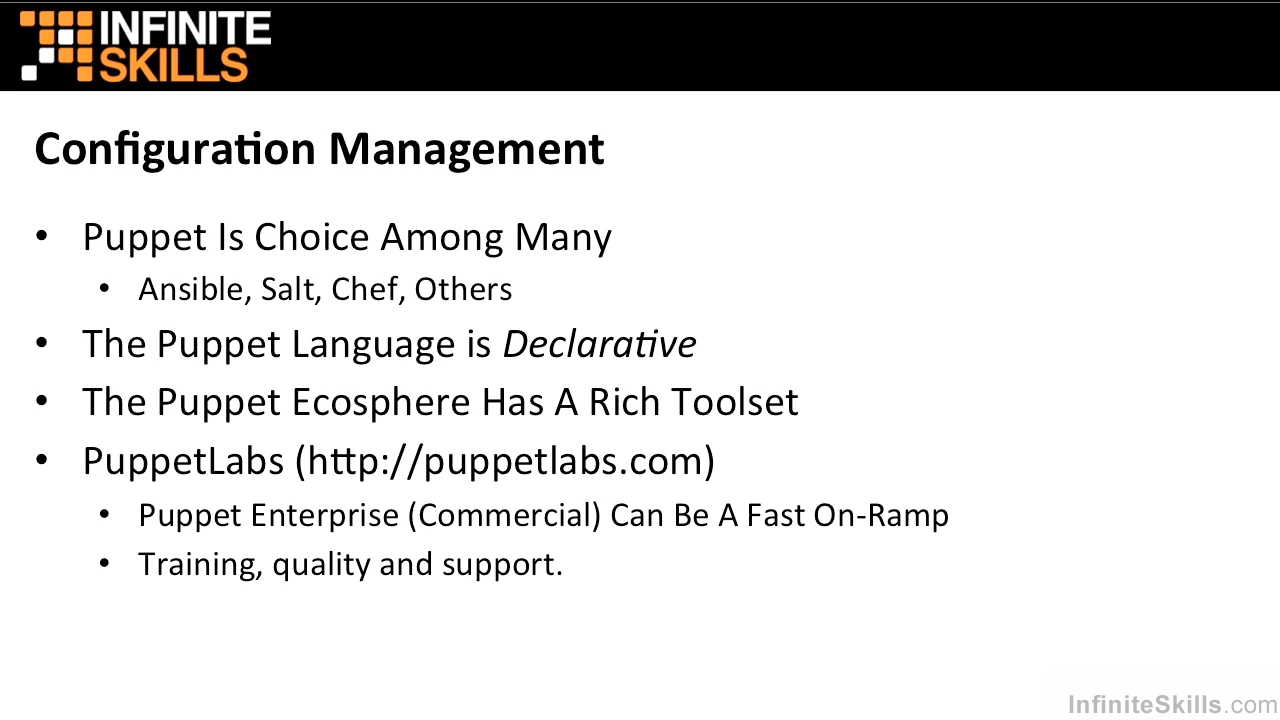 INFINITE
SKILLS
Configuration Management
• Puppet Is Choice Among Many
• Ansible, Salt, Chef, Others
• The Puppet Language is Declarative
• The Puppet Ecosphere Has A Rich Toolset
• PuppetLabs (http://puppetlabs.com)
• Puppet Enterprise (Commercial) Can Be A Fast On-Ramp
• Training, quality and support.
InfiniteSkills.com